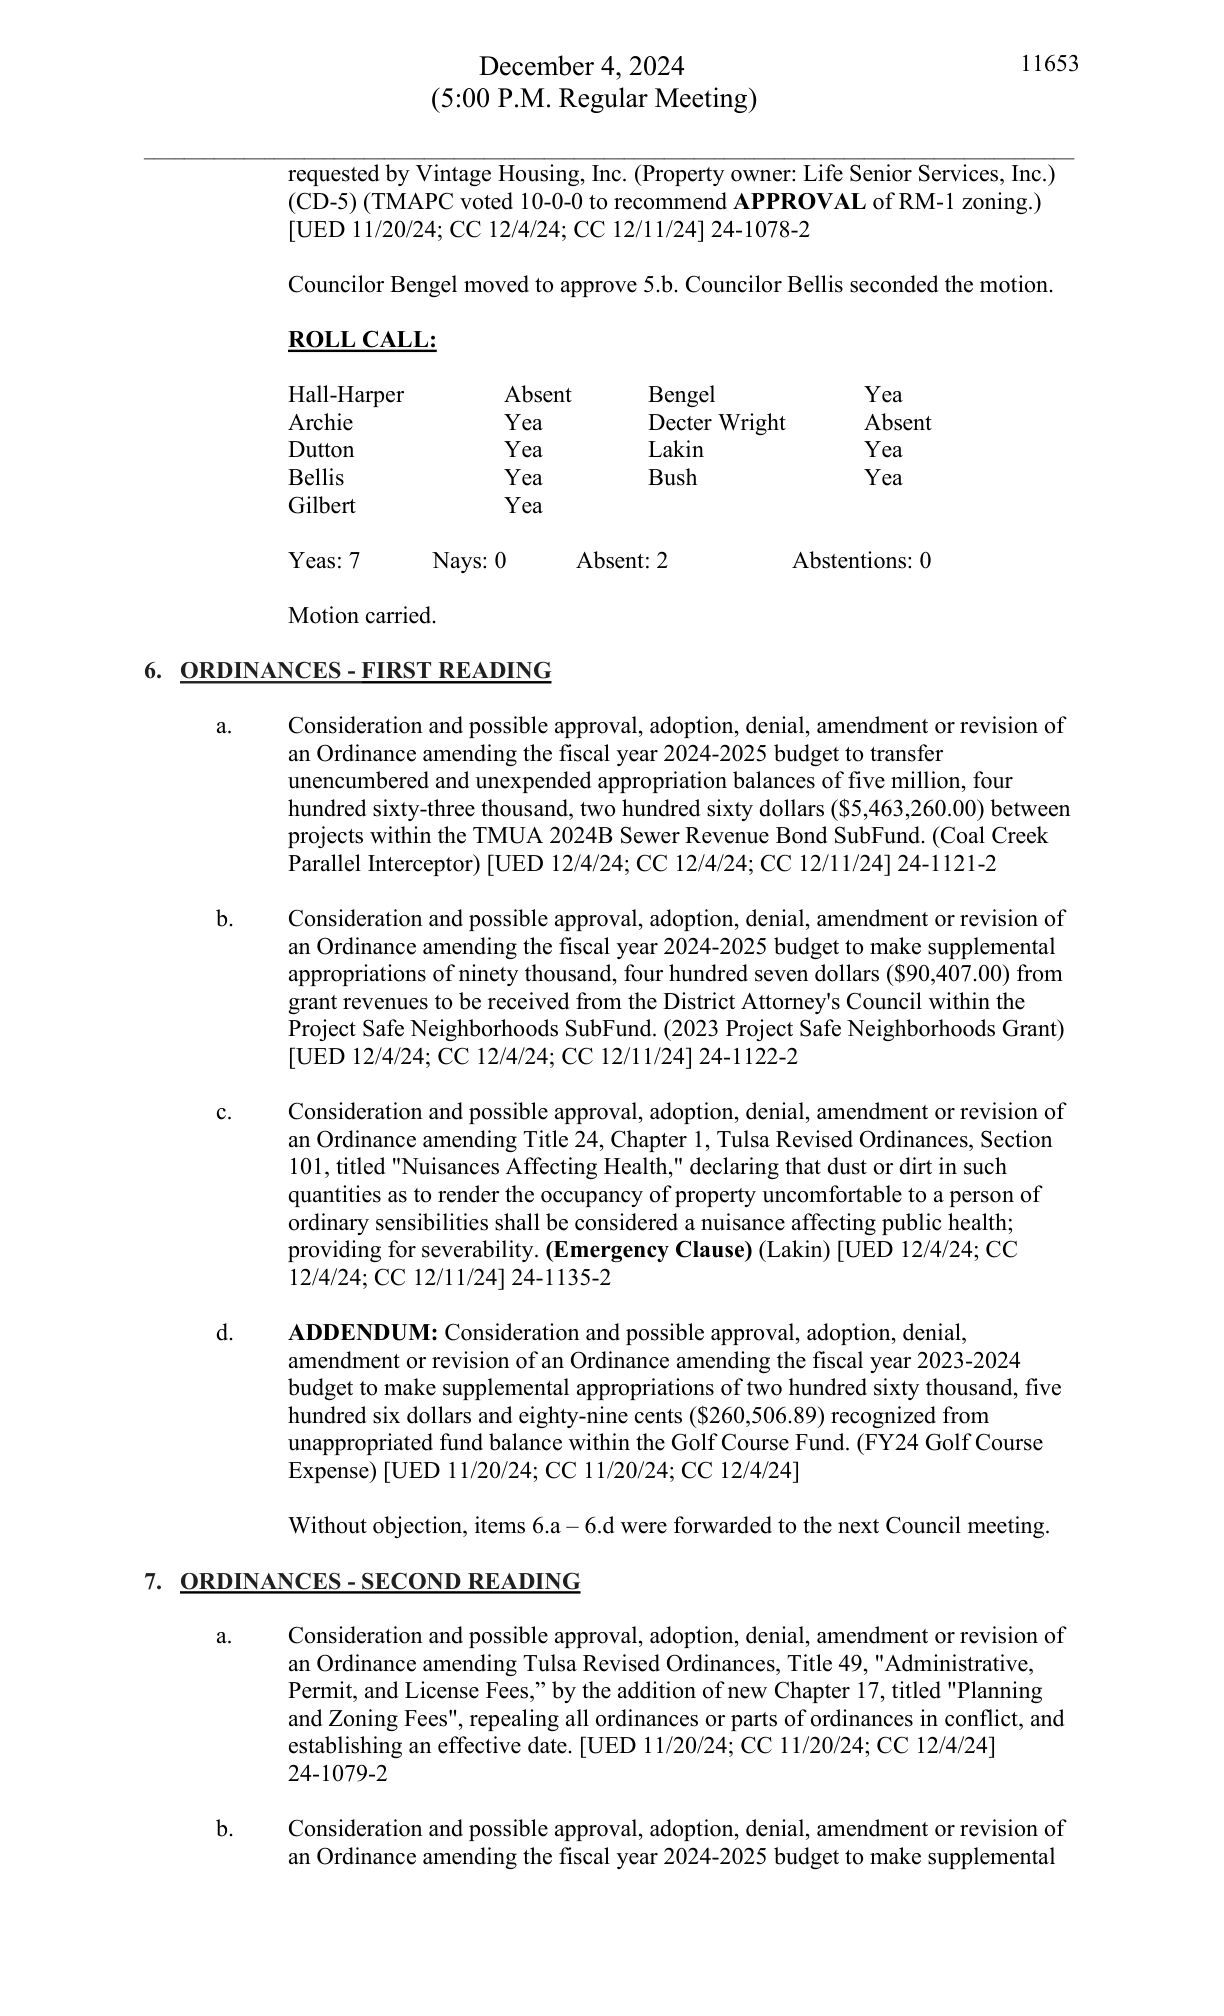 December 4, 2024
11653
(5:00 P.M. Regular Meeting)
requested by Vintage Housing, Inc. (Property owner: Life Senior Services, Inc.)
(CD-5) (TMAPC voted 10-0-0 to recommend APPROVAL of RM-1 zoning.)
[UED 11/20/24; CC 12/4/24; CC 12/11/24] 24-1078-2
Councilor Bengel moved to approve 5.b. Councilor Bellis seconded the motion.
ROLL CALL:
Hall-Harper Absent Bengel Yea
Archie Yea Decter Wright Absent
Dutton Yea Lakin Yea
Bellis Yea Bush Yea
Gilbert Yea
Yeas: 7 Nays: 0 Absent: 2 Abstentions: 0
Motion carried.
6. ORDINANCES - FIRST READING
a. Consideration and possible approval, adoption, denial, amendment or revision of
an Ordinance amending the fiscal year 2024-2025 budget to transfer
unencumbered and unexpended appropriation balances of five million, four
hundred sixty-three thousand, two hundred sixty dollars ($5,463,260.00) between
projects within the TMUA 2024B Sewer Revenue Bond SubFund. (Coal Creek
Parallel Interceptor) [UED 12/4/24; CC 12/4/24; CC 12/11/24] 24-1121-2
b. Consideration and possible approval, adoption, denial, amendment or revision of
an Ordinance amending the fiscal year 2024-2025 budget to make supplemental
appropriations of ninety thousand, four hundred seven dollars ($90,407.00) from
grant revenues to be received from the District Attorney's Council within the
Project Safe Neighborhoods SubFund. (2023 Project Safe Neighborhoods Grant)
[UED 12/4/24; CC 12/4/24; CC 12/11/24] 24-1122-2
c. Consideration and possible approval, adoption, denial, amendment or revision of
an Ordinance amending Title 24, Chapter 1, Tulsa Revised Ordinances, Section
101, titled "Nuisances Affecting Health," declaring that dust or dirt in such
quantities as to render the occupancy of property uncomfortable to a person of
ordinary sensibilities shall be considered a nuisance affecting public health;
providing for severability. (Emergency Clause) (Lakin) [UED 12/4/24; CC
12/4/24; CC 12/11/24] 24-1135-2
d. ADDENDUM: Consideration and possible approval, adoption, denial,
amendment or revision of an Ordinance amending the fiscal year 2023-2024
budget to make supplemental appropriations of two hundred sixty thousand, five
hundred six dollars and eighty-nine cents ($260,506.89) recognized from
unappropriated fund balance within the Golf Course Fund. (FY24 Golf Course
Expense) [UED 11/20/24; CC 11/20/24; CC 12/4/24]
Without objection, items 6.a – 6.d were forwarded to the next Council meeting.
7. ORDINANCES - SECOND READING
a. Consideration and possible approval, adoption, denial, amendment or revision of
an Ordinance amending Tulsa Revised Ordinances, Title 49, "Administrative,
Permit, and License Fees,” by the addition of new Chapter 17, titled "Planning
and Zoning Fees", repealing all ordinances or parts of ordinances in conflict, and
establishing an effective date. [UED 11/20/24; CC 11/20/24; CC 12/4/24]
24-1079-2
b. Consideration and possible approval, adoption, denial, amendment or revision of
an Ordinance amending the fiscal year 2024-2025 budget to make supplemental